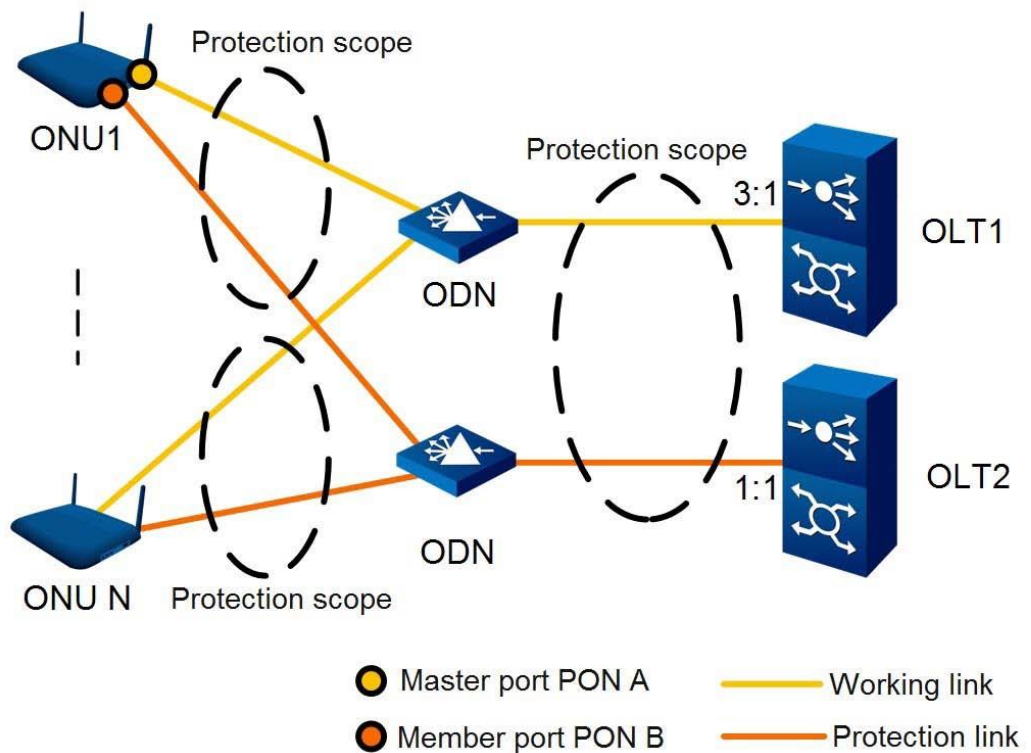 Protection scope
ONU1
Protection scope
3:1
OLT1
ODN
OLT2
1:1
ODN
ONU N
Protection scope
Master port PON A
Working link
Member port PON B
Protection link